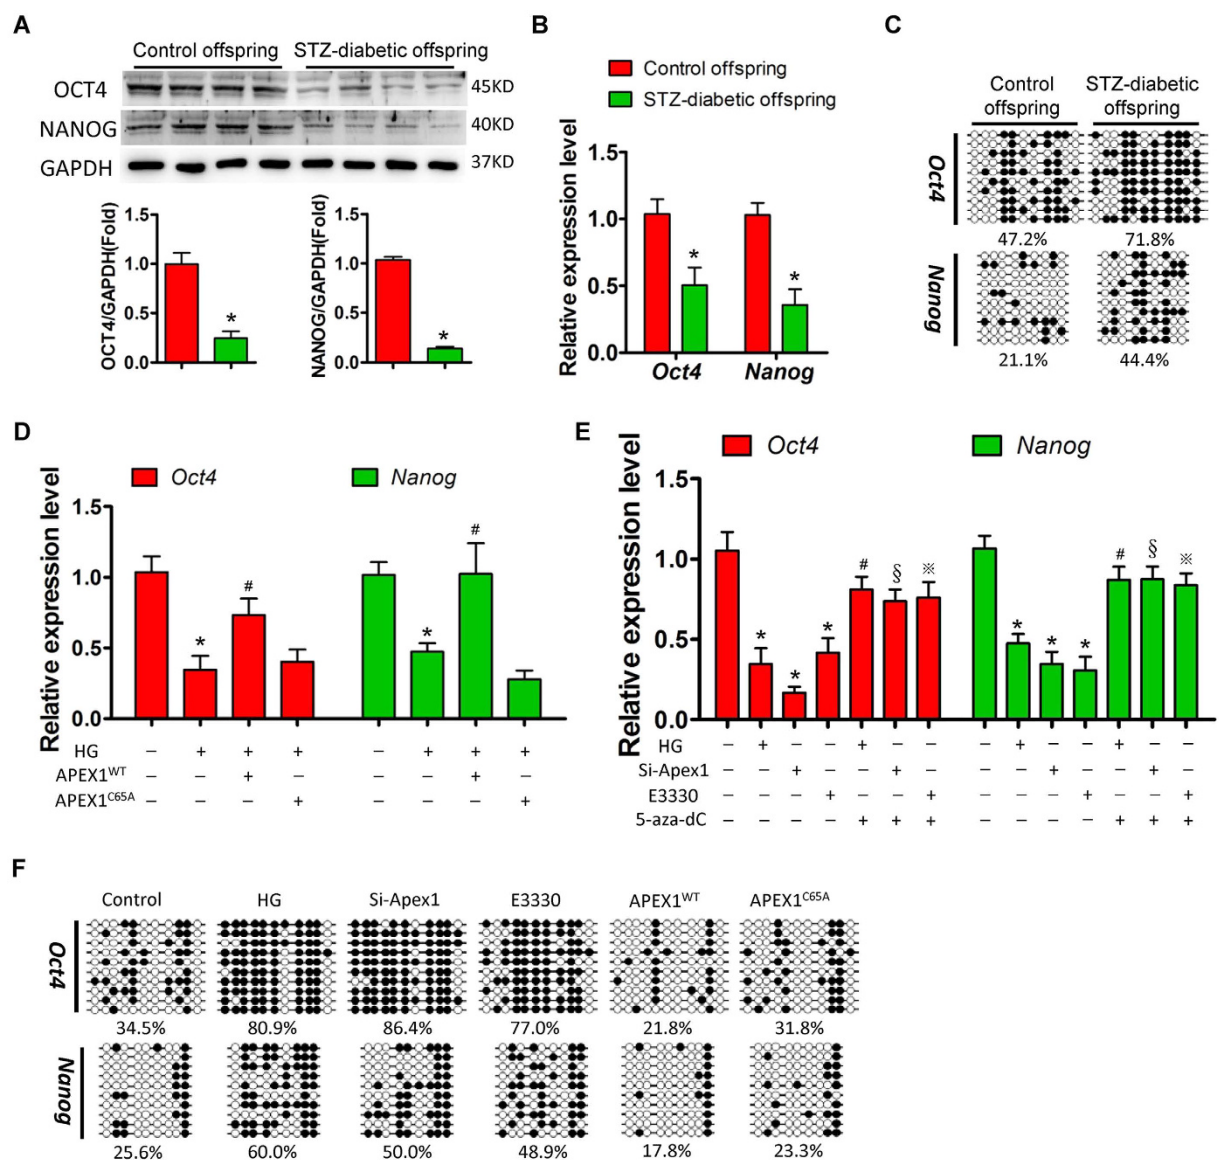 A
Control offspring STZ-diabetic offspring
OCT4 45KD
NANOG 40KD
GAPDH 37KD
OCT4/GAPDH(Fold)
1.5
1.0
0.5
0.0
*
NANOG/GAPDH(Fold)
1.5
1.0
0.5
0.0
*
B
Control offspring
STZ-diabetic offspring
Relative expression level
1.5
1.0
0.5
0.0
* *
Oct4 Nanog
C
Control offspring STZ-diabetic offspring
Oct4
47.2% 71.8%
Nanog
21.1% 44.4%
D
Oct4 Nanog
Relative expression level
1.5
1.0
0.5
0.0
* # * #
HG − + + + − + + +
APEX1WT − − + − − − + −
APEX1C65A − − − + − − − +
E
Oct4 Nanog
Relative expression level
1.5
1.0
0.5
0.0
* * * # § ※ * * * # § ※
HG − + − − + − − − + − − + − −
Si-Apex1 − − + − − + − − − + − − + −
E3330 − − − + − − + − − − + − − +
5-aza-dC − − − − + + + − − − − + + +
F
Control HG Si-Apex1 E3330 APEX1WT APEX1C65A
Oct4
34.5% 80.9% 86.4% 77.0% 21.8% 31.8%
Nanog
25.6% 60.0% 50.0% 48.9% 17.8% 23.3%